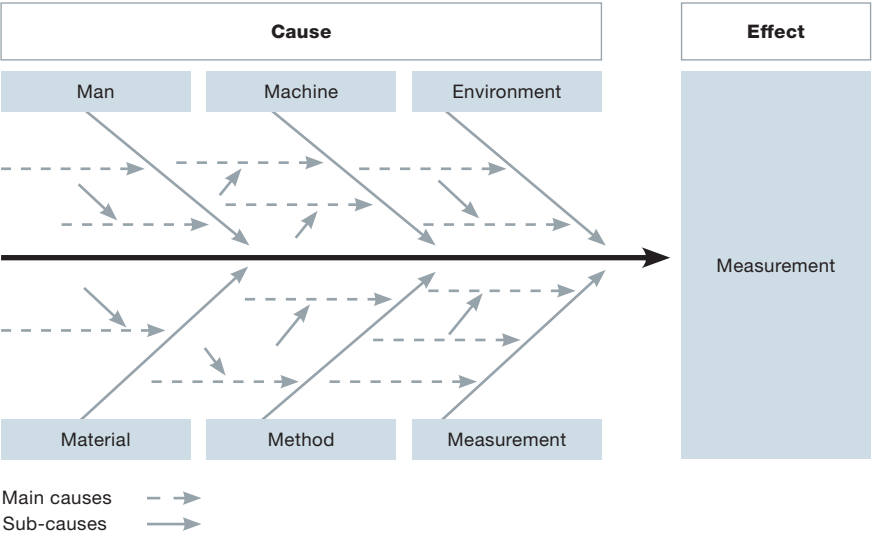 Cause
Effect
Man
Machine
Environment
Measurement
Material
Method
Measurement
Main causes
Sub-causes